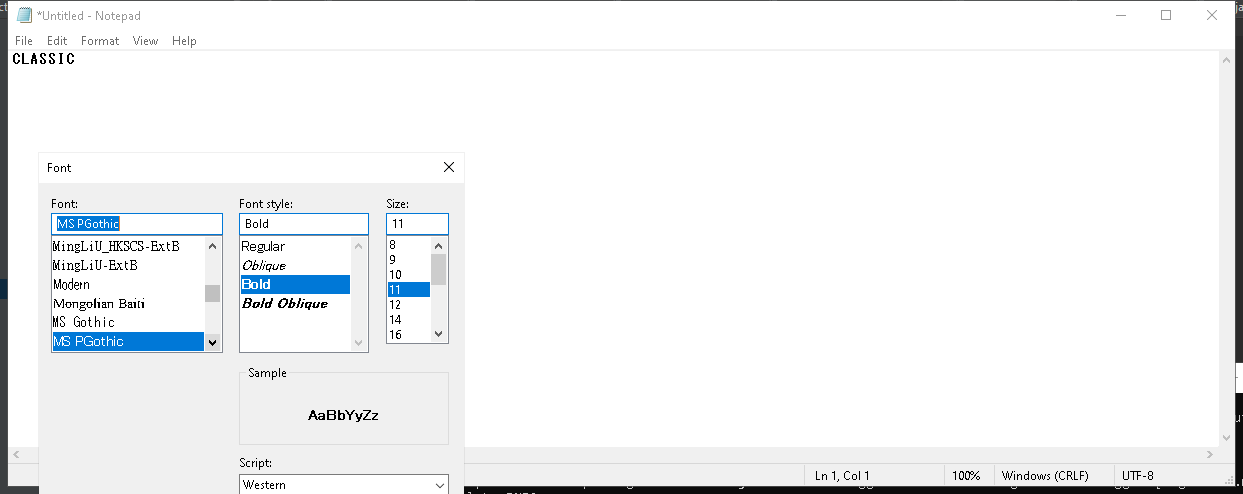 *Untitled - Notepad
File Edit Format View Help
CLASSIC
Font
Font: Font style: Size:
MS PGothic Bold 11
MingLiU_HKSCS-ExtB
MingLiU-ExtB
Modern
Mongolian Baiti
MS Gothic
MS PGothic
Regular
Oblique
Bold
Bold Oblique
8
9
10
11
12
14
16
Sample
AaBbYyZz
Script:
Western
Ln 1, Col 1 100% Windows (CRLF) UTF-8